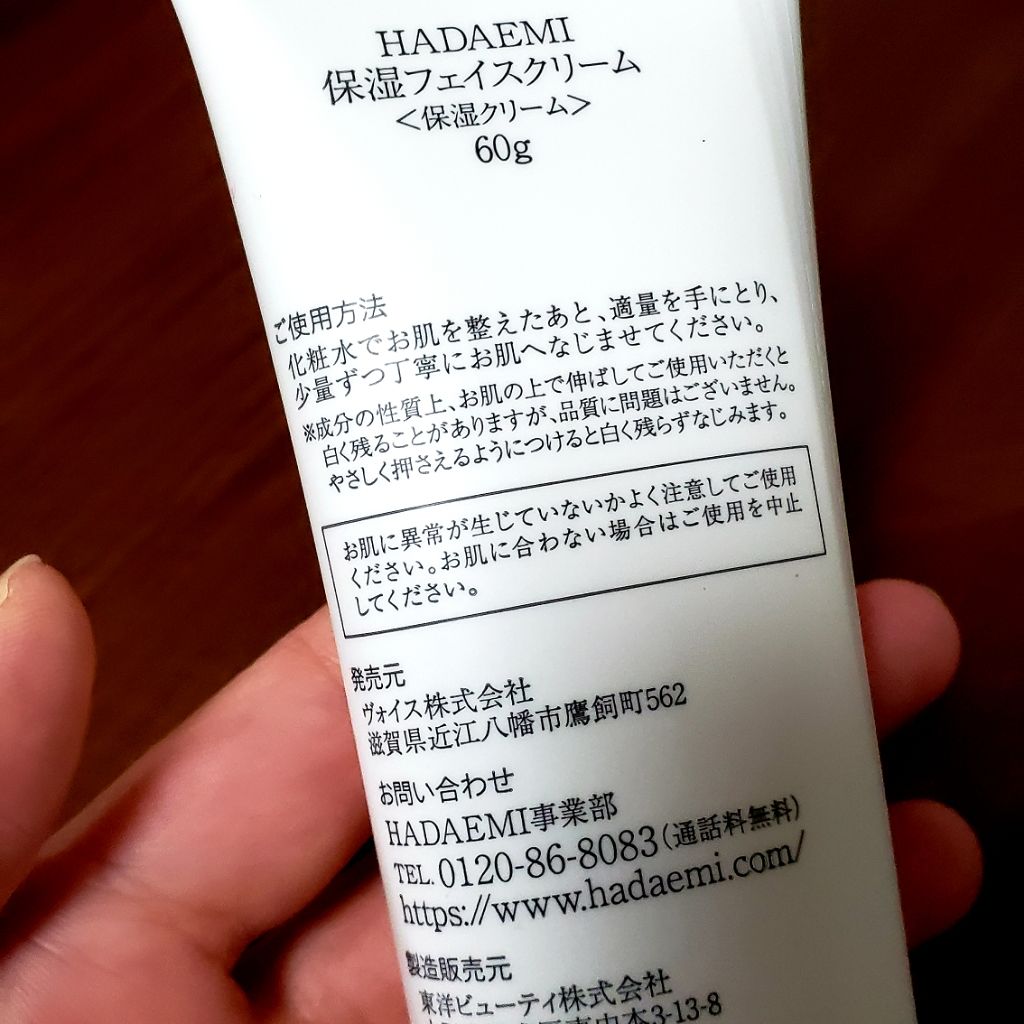 HADAEMI
保湿フェイスクリーム
<保湿クリーム>
60g
ご使用方法
化粧水でお肌を整えたあと、適量を手にとり、
少量ずつ丁寧にお肌へなじませてください。
※成分の性質上、お肌の上で伸ばしてご使用いただくと
白く残ることがありますが、品質に問題はございません。
やさしく押さえるようにつけると白く残らずなじみます。
お肌に異常が生じていないかよく注意してご使用
ください。お肌に合わない場合はご使用を中止
してください。
発売元
ヴォイス株式会社
滋賀県近江八幡市鷹飼町562
お問い合わせ
HADAEMI事業部
TEL.0120-86-8083(通話料無料)
https://www.hadaemi.com/
製造販売元
東洋ビューティ株式会社
東中本3-13-8